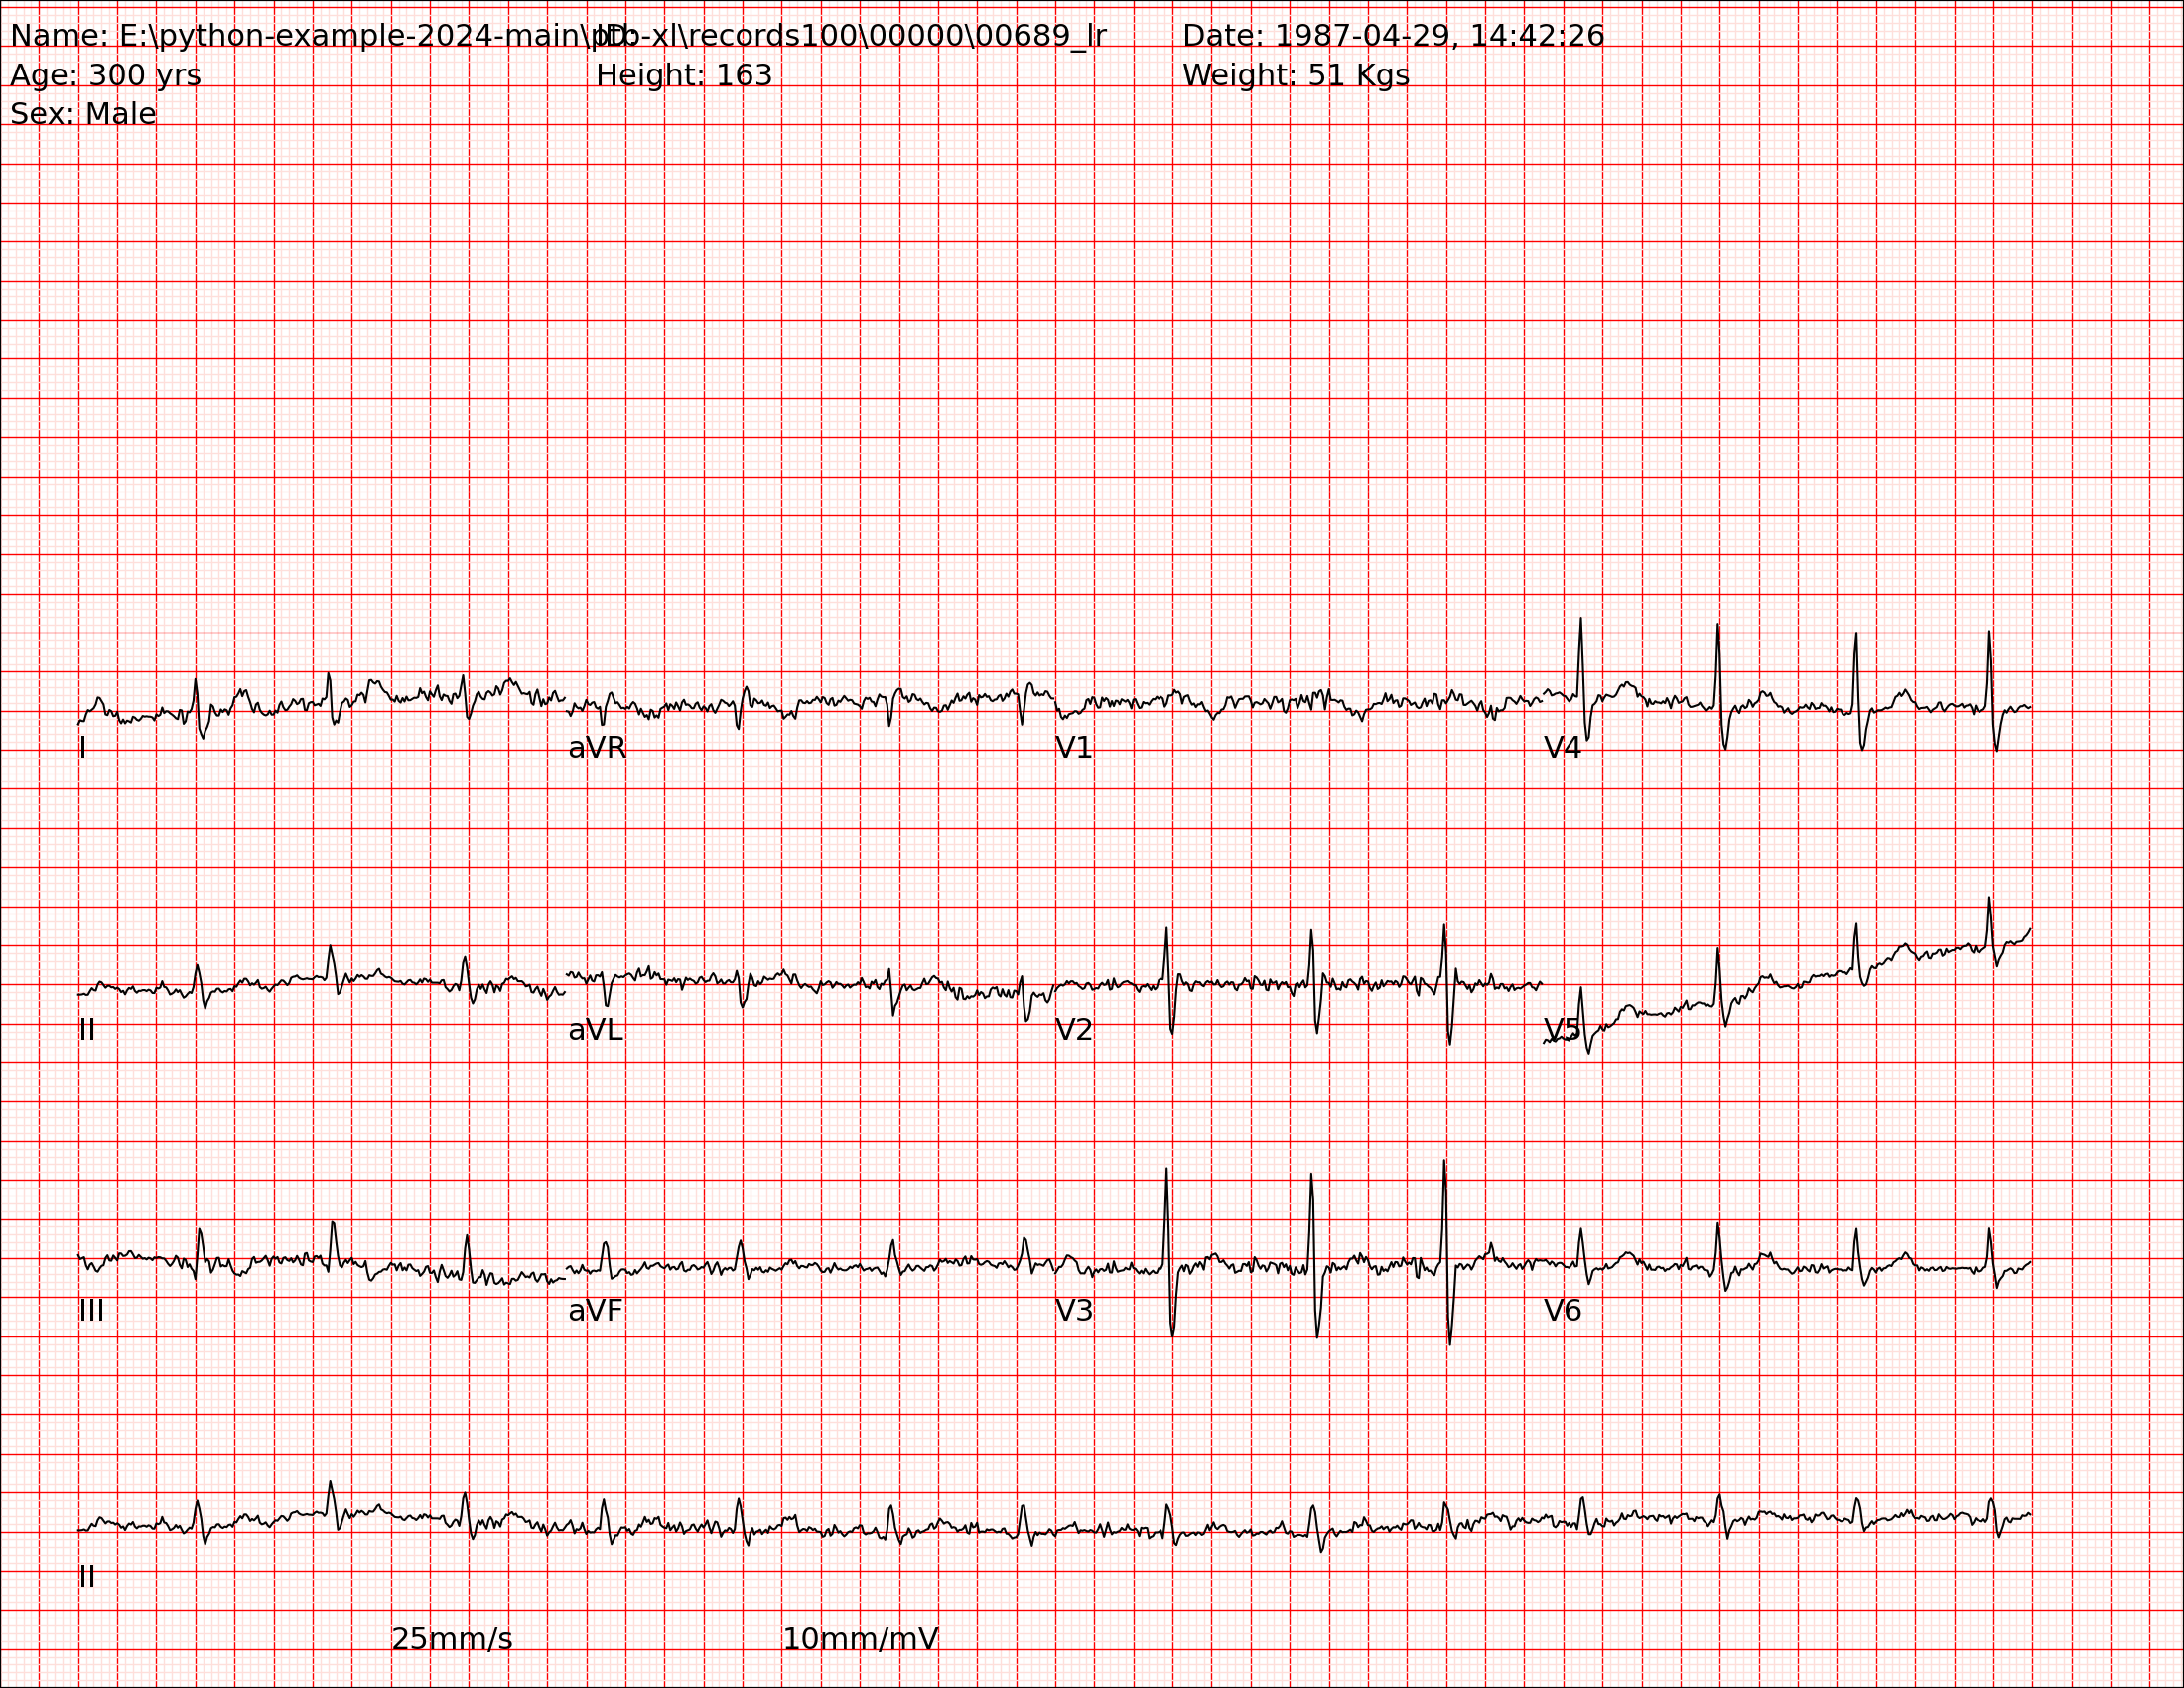 Name: E:\python-example-2024-main\ptb-xl\records100\00000\00689_lr ID: Date: 1987-04-29, 14:42:26
Age: 300 yrs Height: 163 Weight: 51 Kgs
Sex: Male
I aVR V1 V4
II aVL V2 V5
III aVF V3 V6
II
25mm/s 10mm/mV